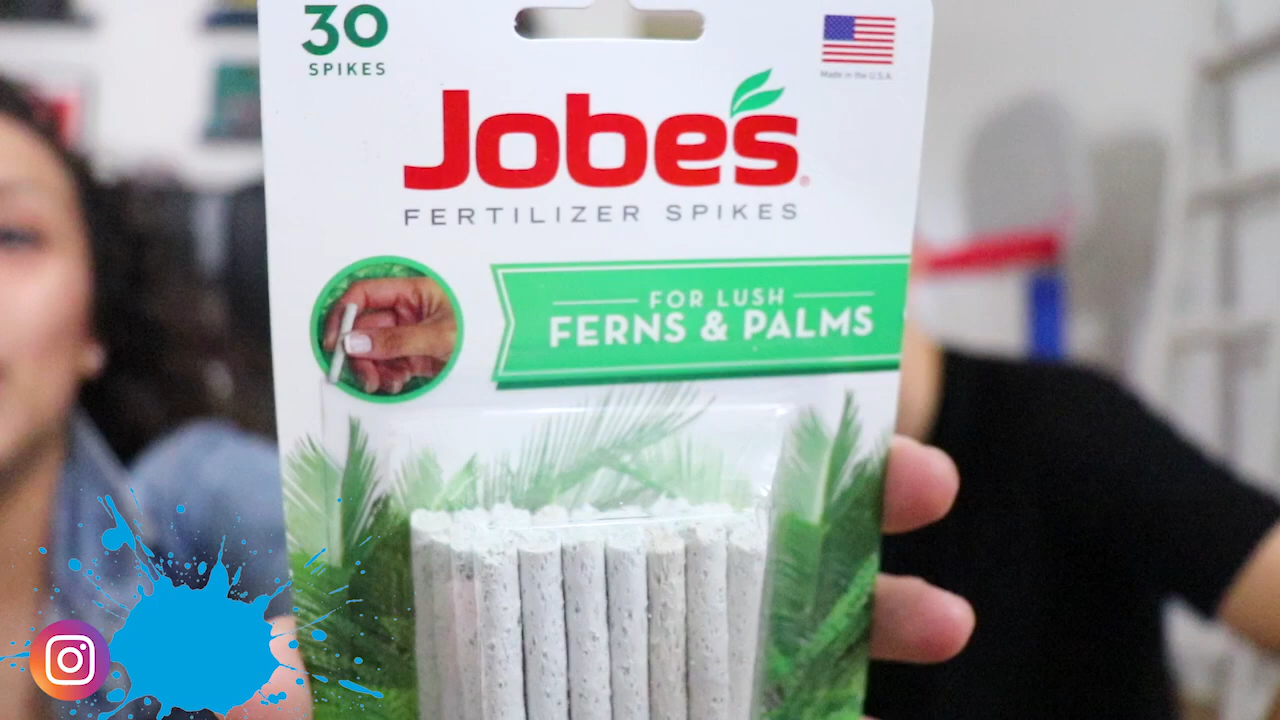 30
SPIKES
Made in the U.S.A.
Jobe's
FERTILIZER SPIKES
FOR LUSH
FERNS & PALMS